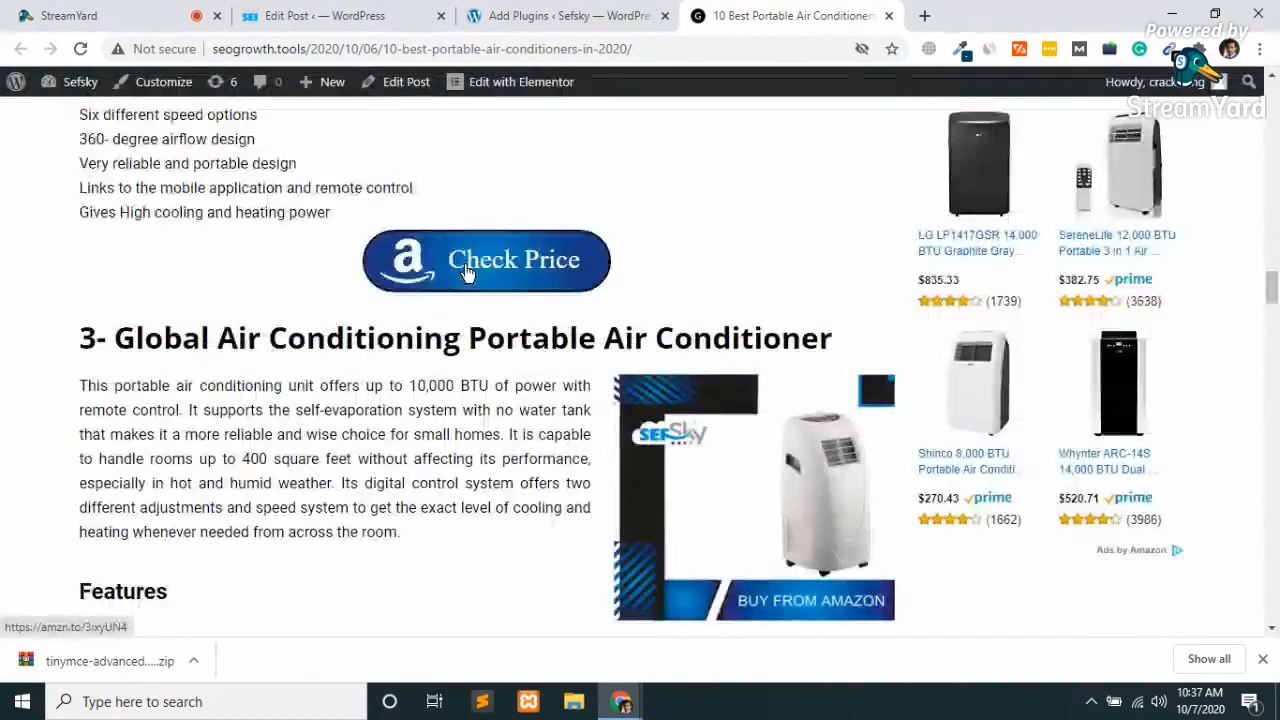 StreamYard
Edit Post ‹ — WordPress
Add Plugins ‹ Sefsky — WordPre
10 Best Portable Air Conditioners
Powered by
StreamYard
Not secure
seogrowth.tools/2020/10/06/10-best-portable-air-conditioners-in-2020/
Sefsky
Customize
6
0
New
Edit Post
Edit with Elementor
Howdy,
Six different speed options
360- degree airflow design
Very reliable and portable design
Links to the mobile application and remote control
Gives High cooling and heating power
a Check Price
3- Global Air Conditioning Portable Air Conditioner
This portable air conditioning unit offers up to 10,000 BTU of power with
remote control. It supports the self-evaporation system with no water tank
that makes it a more reliable and wise choice for small homes. It is capable
to handle rooms up to 400 square feet without affecting its performance,
especially in hot and humid weather. Its digital control system offers two
different adjustments and speed system to get the exact level of cooling and
heating whenever needed from across the room.
SEFSKY
BUY FROM AMAZON
Features
LG LP1417GSR 14,000
BTU Graphite Gray...
$835.33
(1739)
SereneLife 12,000 BTU
Portable 3 in 1 Air ...
$382.75 prime
(3638)
Shinco 8,000 BTU
Portable Air Conditi...
$270.43 prime
(1662)
Whynter ARC-14S
14,000 BTU Dual ...
$520.71 prime
(3986)
Ads by Amazon
https://amzn.to/3ixyUN4
tinymce-advanced.....zip
Show all
Type here to search
10:37 AM
10/7/2020
1